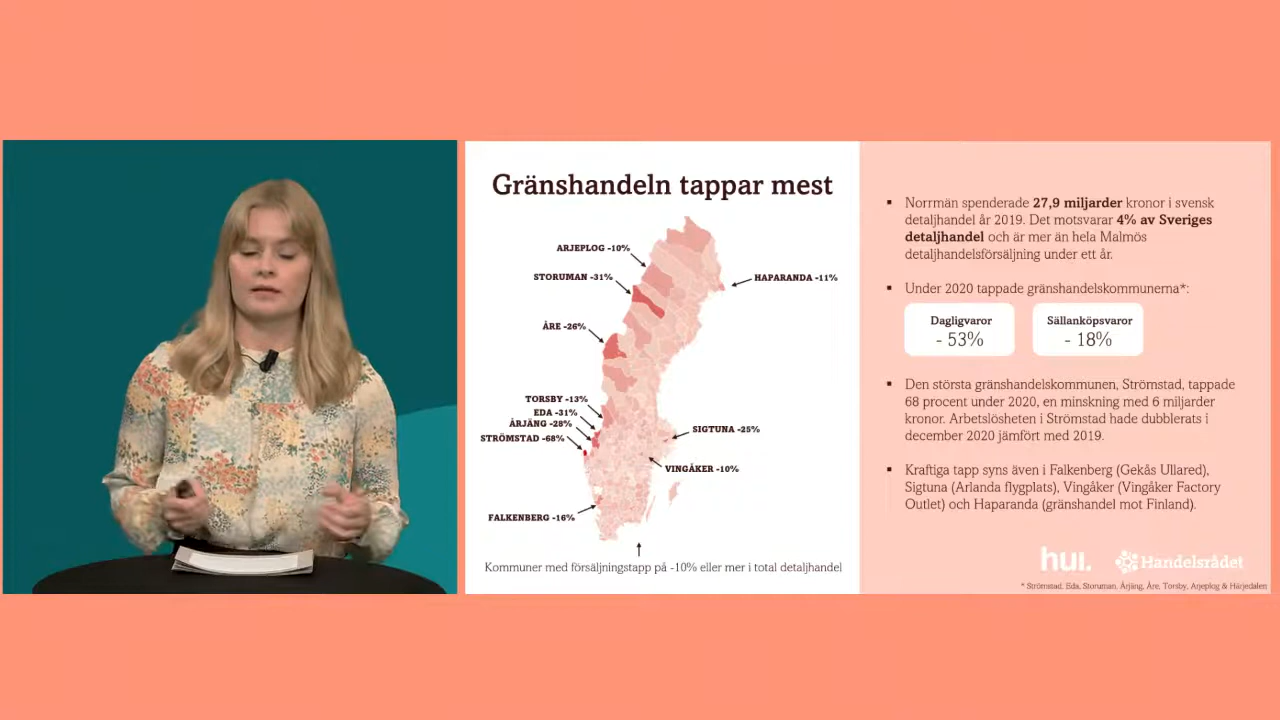 Gränshandeln tappar mest
ARJEPLOG -10%
STORUMAN -31%
HAPARANDA -11%
ÅRE -26%
TORSBY -13%
EDA -31%
ÅRJÄNG -28%
STRÖMSTAD -68%
SIGTUNA -25%
VINGÅKER -10%
FALKENBERG -16%
Kommuner med försäljningstapp på -10% eller mer i total detaljhandel
▪ Norrmän spenderade 27,9 miljarder kronor i svensk
detaljhandel år 2019. Det motsvarar 4% av Sveriges
detaljhandel och är mer än hela Malmös
detaljhandelsförsäljning under ett år.
▪ Under 2020 tappade gränshandelskommunerna*:
Dagligvaror
- 53%
Sällanköpsvaror
- 18%
▪ Den största gränshandelskommunen, Strömstad, tappade
68 procent under 2020, en minskning med 6 miljarder
kronor. Arbetslösheten i Strömstad hade dubblerats i
december 2020 jämfört med 2019.
▪ Kraftiga tapp syns även i Falkenberg (Gekås Ullared),
Sigtuna (Arlanda flygplats), Vingåker (Vingåker Factory
Outlet) och Haparanda (gränshandel mot Finland).
hui.
Handelsrådet
* Strömstad, Eda, Storuman, Årjäng, Åre, Torsby, Arjeplog & Härjedalen